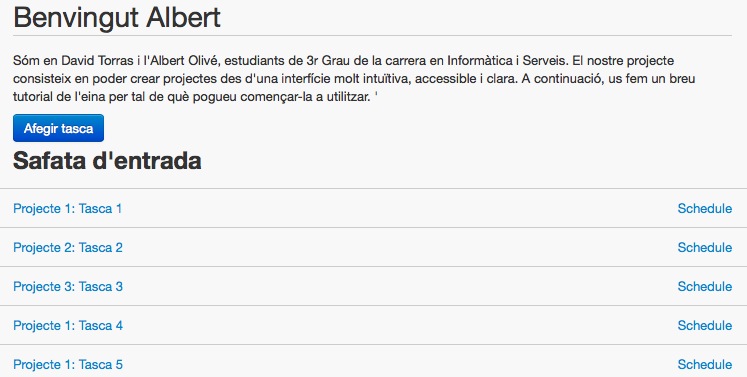 Benvingut Albert
Sóm en David Torras i l'Albert Olivé, estudiants de 3r Grau de la carrera en Informàtica i Serveis. El nostre projecte
consisteix en poder crear projectes des d'una interfície molt intuïtiva, accessible i clara. A continuació, us fem un breu
tutorial de l'eina per tal de què pogueu començar-la a utilitzar. '
Afegir tasca
Safata d'entrada
Projecte 1: Tasca 1 Schedule
Projecte 2: Tasca 2 Schedule
Projecte 3: Tasca 3 Schedule
Projecte 1: Tasca 4 Schedule
Projecte 1: Tasca 5 Schedule